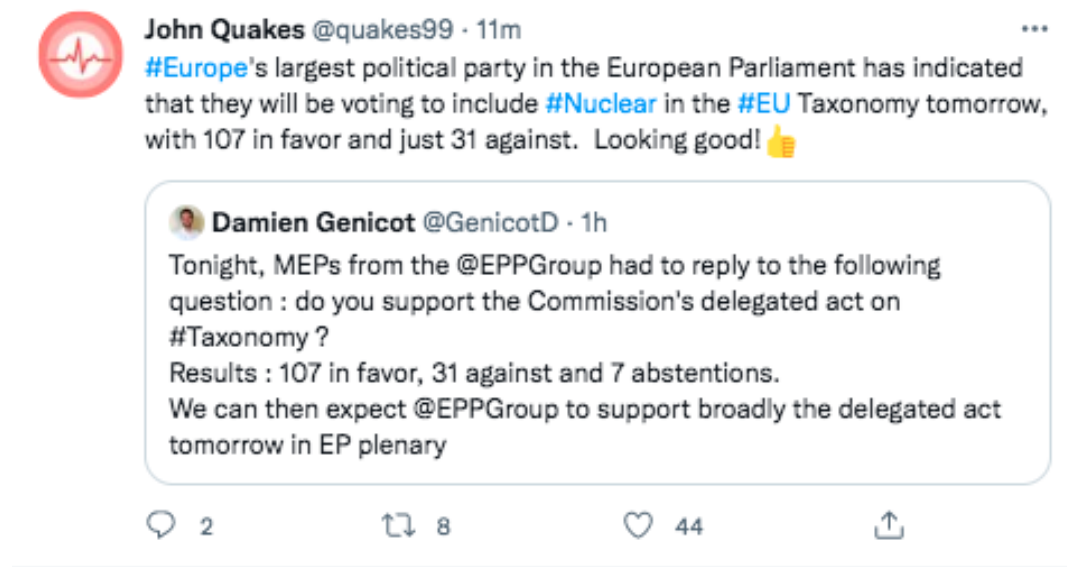 John Quakes @quakes99 · 11m
#Europe's largest political party in the European Parliament has indicated
that they will be voting to include #Nuclear in the #EU Taxonomy tomorrow,
with 107 in favor and just 31 against.  Looking good!👍
Damien Genicot @GenicotD · 1h
Tonight, MEPs from the @EPPGroup had to reply to the following
question : do you support the Commission's delegated act on
#Taxonomy ?
Results : 107 in favor, 31 against and 7 abstentions.
We can then expect @EPPGroup to support broadly the delegated act
tomorrow in EP plenary
2 8 44